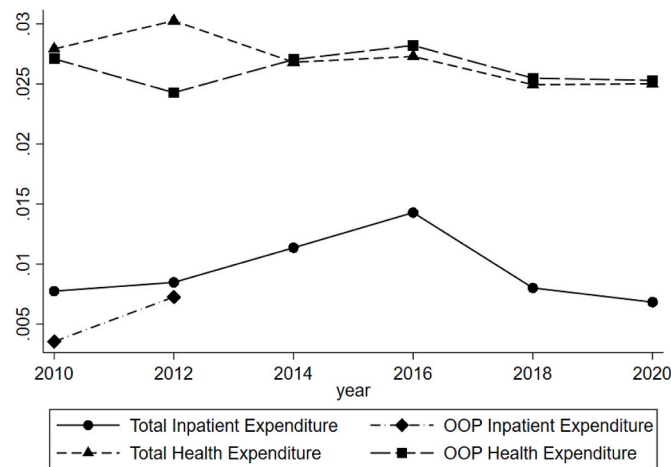 .03
.025
.02
.015
.01
.005
2010 2012 2014 2016 2018 2020
year
Total Inpatient Expenditure OOP Inpatient Expenditure
Total Health Expenditure OOP Health Expenditure